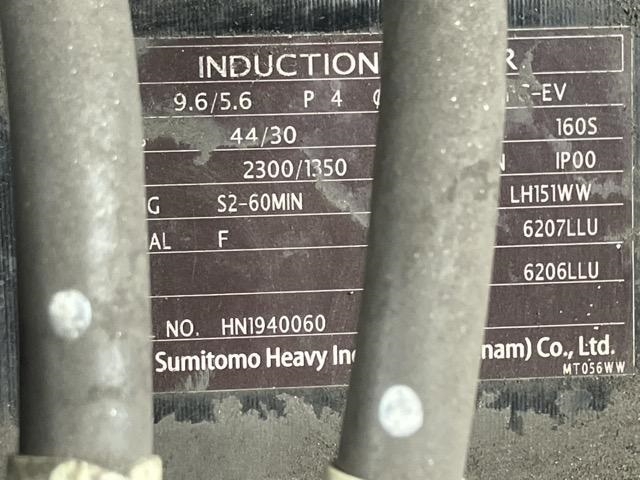 INDUCTION R
9.6/5.6 P 4 -EV
44/30 160S
2300/1350 N IP00
G S2-60MIN LH151WW
AL F 6207LLU
6206LLU
NO. HN1940060
Sumitomo Heavy In nam) Co., Ltd.
MT056WW